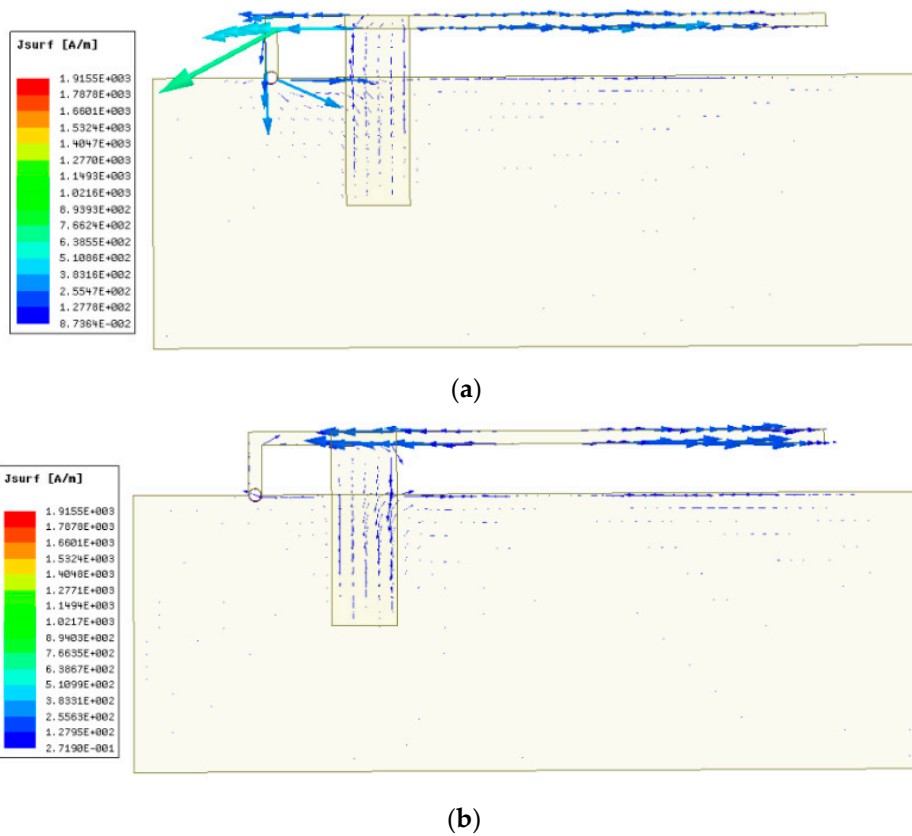 Jsurf [A/m]
1.9155E+003
1.7878E+003
1.6601E+003
1.5324E+003
1.4047E+003
1.2770E+003
1.1493E+003
1.0216E+003
8.9393E+002
7.6624E+002
6.3855E+002
5.1086E+002
3.8316E+002
2.5547E+002
1.2778E+002
8.7364E-002
(a)
Jsurf [A/m]
1.9155E+003
1.7878E+003
1.6601E+003
1.5324E+003
1.4048E+003
1.2771E+003
1.1494E+003
1.0217E+003
8.9403E+002
7.6635E+002
6.3867E+002
5.1099E+002
3.8331E+002
2.5563E+002
1.2795E+002
2.7190E-001
(b)